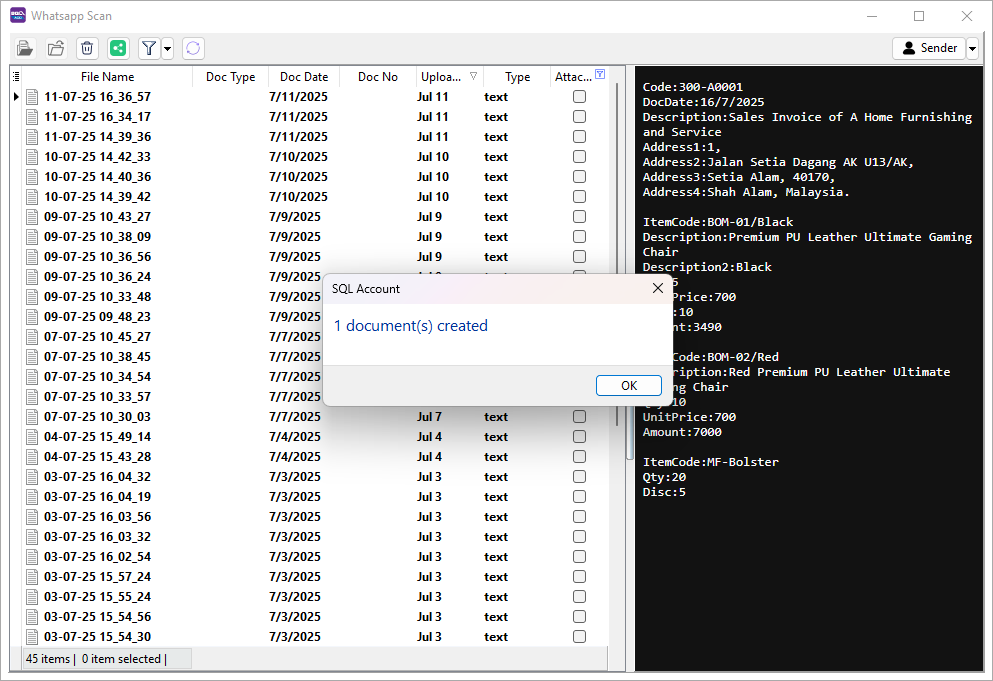 Whatsapp Scan
Sender
File Name Doc Type Doc Date Doc No Uploa... Type Attac...
11-07-25 16_36_57 7/11/2025 Jul 11 text
11-07-25 16_34_17 7/11/2025 Jul 11 text
11-07-25 14_39_36 7/11/2025 Jul 11 text
10-07-25 14_42_33 7/10/2025 Jul 10 text
10-07-25 14_40_36 7/10/2025 Jul 10 text
10-07-25 14_39_42 7/10/2025 Jul 10 text
09-07-25 10_43_27 7/9/2025 Jul 9 text
09-07-25 10_38_09 7/9/2025 Jul 9 text
09-07-25 10_36_56 7/9/2025 Jul 9 text
09-07-25 10_36_24 7/9/2025
09-07-25 10_33_48 7/9/2025
09-07-25 09_48_23 7/9/2025
07-07-25 10_45_27 7/7/2025
07-07-25 10_38_45 7/7/2025
07-07-25 10_34_54 7/7/2025
07-07-25 10_33_57 7/7/2025
07-07-25 10_30_03 7/7/2025 Jul 7 text
04-07-25 15_49_14 7/4/2025 Jul 4 text
04-07-25 15_43_28 7/4/2025 Jul 4 text
03-07-25 16_04_32 7/3/2025 Jul 3 text
03-07-25 16_04_19 7/3/2025 Jul 3 text
03-07-25 16_03_56 7/3/2025 Jul 3 text
03-07-25 16_03_32 7/3/2025 Jul 3 text
03-07-25 16_02_54 7/3/2025 Jul 3 text
03-07-25 15_57_24 7/3/2025 Jul 3 text
03-07-25 15_55_24 7/3/2025 Jul 3 text
03-07-25 15_54_56 7/3/2025 Jul 3 text
03-07-25 15_54_30 7/3/2025 Jul 3 text
45 items | 0 item selected |
SQL Account
1 document(s) created
OK
Code:300-A0001
DocDate:16/7/2025
Description:Sales Invoice of A Home Furnishing
and Service
Address1:1,
Address2:Jalan Setia Dagang AK U13/AK,
Address3:Setia Alam, 40170,
Address4:Shah Alam, Malaysia.
ItemCode:BOM-01/Black
Description:Premium PU Leather Ultimate Gaming
Chair
Description2:Black
5
Price:700
:10
nt:3490
Code:BOM-02/Red
ription:Red Premium PU Leather Ultimate
ng Chair
10
UnitPrice:700
Amount:7000
ItemCode:MF-Bolster
Qty:20
Disc:5